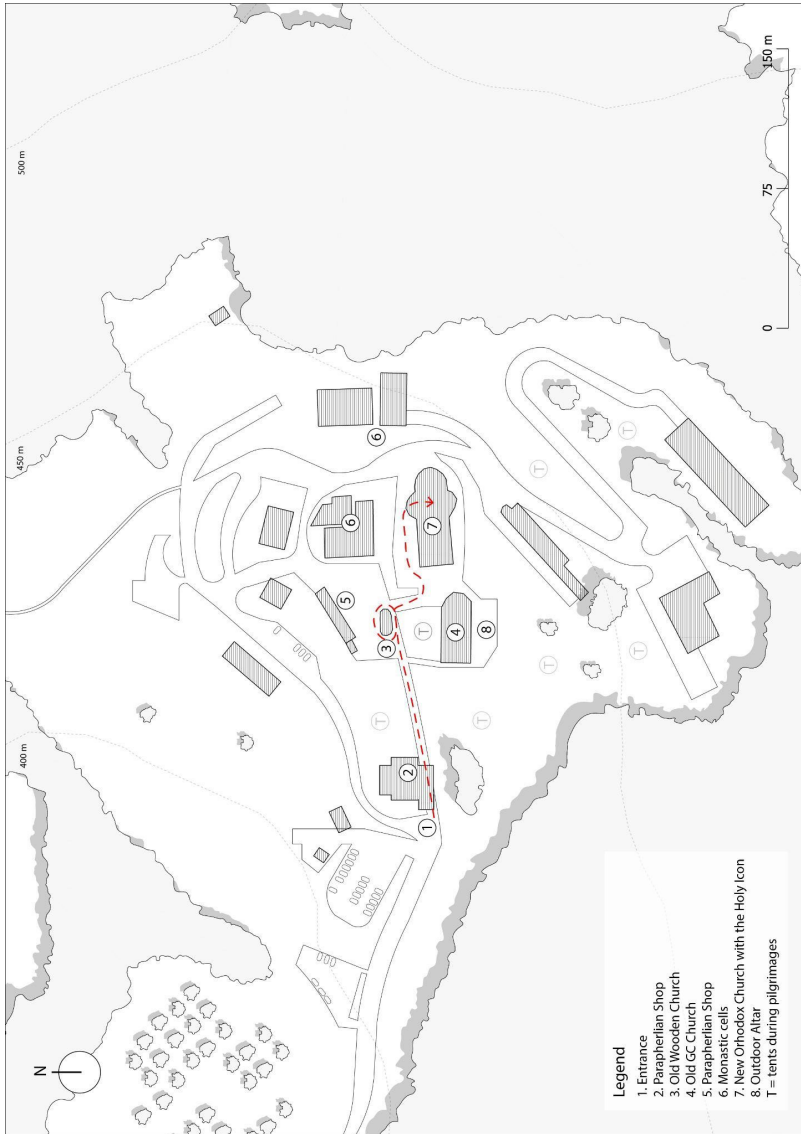 N
400 m
450 m
500 m
1
2
3
4
5
6
6
7
8
T
T
T
T
T
T
T
Legend
1. Entrance
2. Parapherlian Shop
3. Old Wooden Church
4. Old GC Church
5. Parapherlian Shop
6. Monastic cells
7. New Orhodox Church with the Holy Icon
8. Outdoor Altar
T = tents during pilgrimages
0 75 150 m